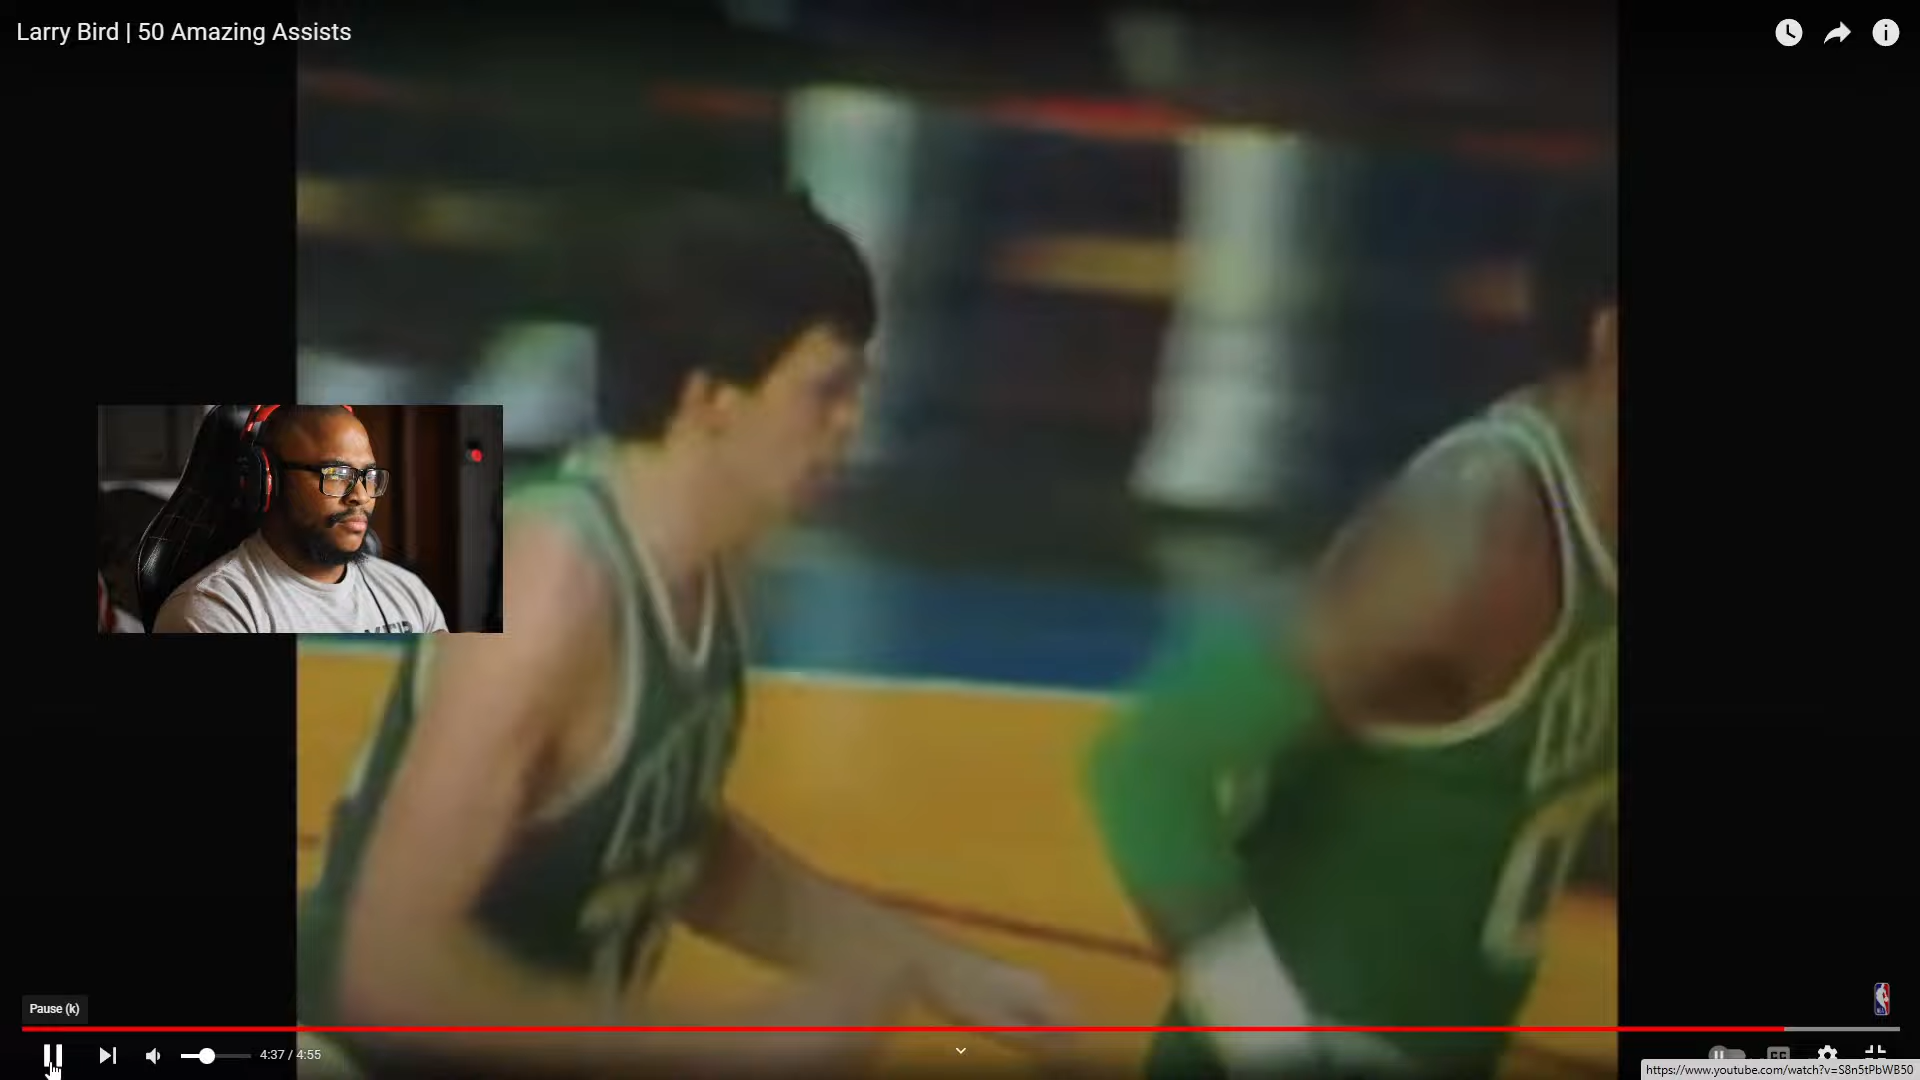 Larry Bird | 50 Amazing Assists
Pause (k)
4:37 / 4:55
https://www.youtube.com/watch?v=S8n5tPbWB50